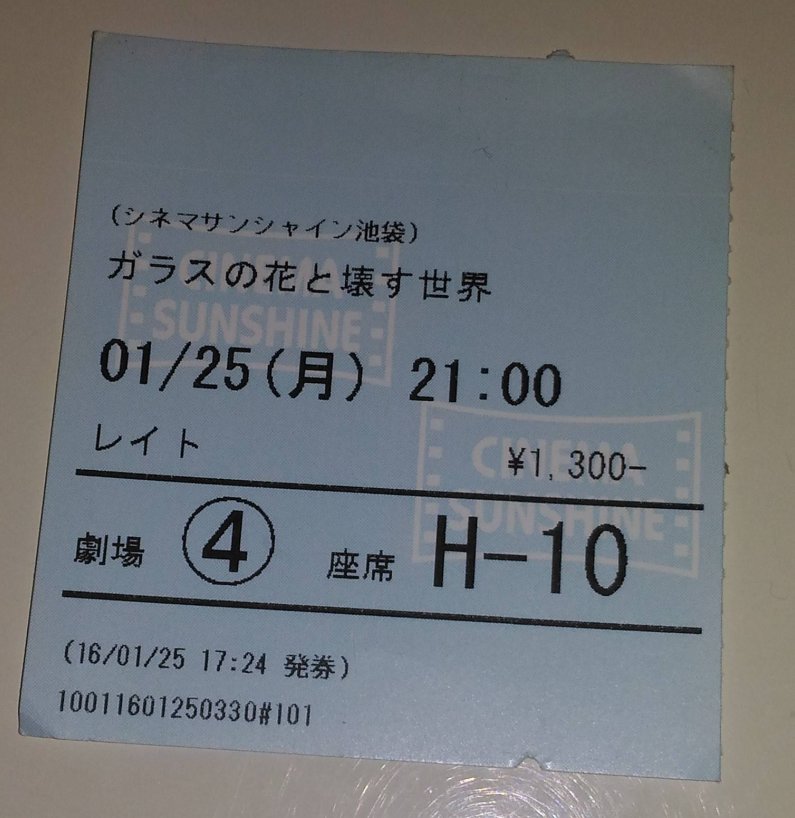 (シネマサンシャイン池袋)
ガラスの花と壊す世界
CINEMA
SUNSHINE
01/25(月) 21:00
レイト ¥1,300-
CINEMA
SUNSHINE
劇場 ④ 座席 H-10
(16/01/25 17:24 発券)
10011601250330#101